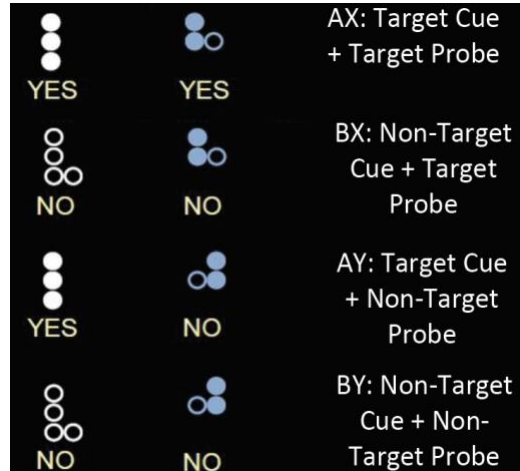 AX: Target Cue
+ Target Probe
YES YES
BX: Non-Target
Cue + Target
Probe
NO NO
AY: Target Cue
+ Non-Target
Probe
YES NO
BY: Non-Target
Cue + Non-
Target Probe
NO NO